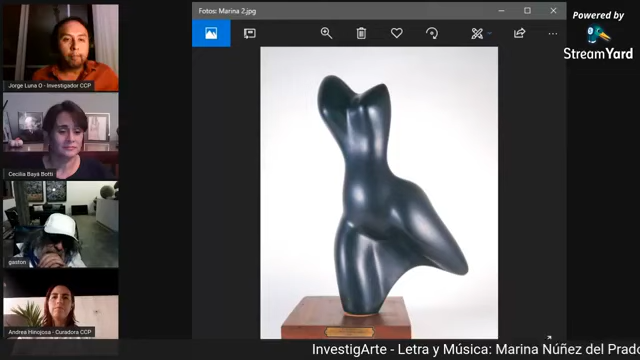 Fotos: Marina 2.jpg
Powered by
StreamYard
Jorge Luna O - Investigador CCP
Cecilia Bayá Botti
gaston
Andrea Hinojosa - Curadora CCP
InvestigArte - Letra y Música: Marina Núñez del Prado